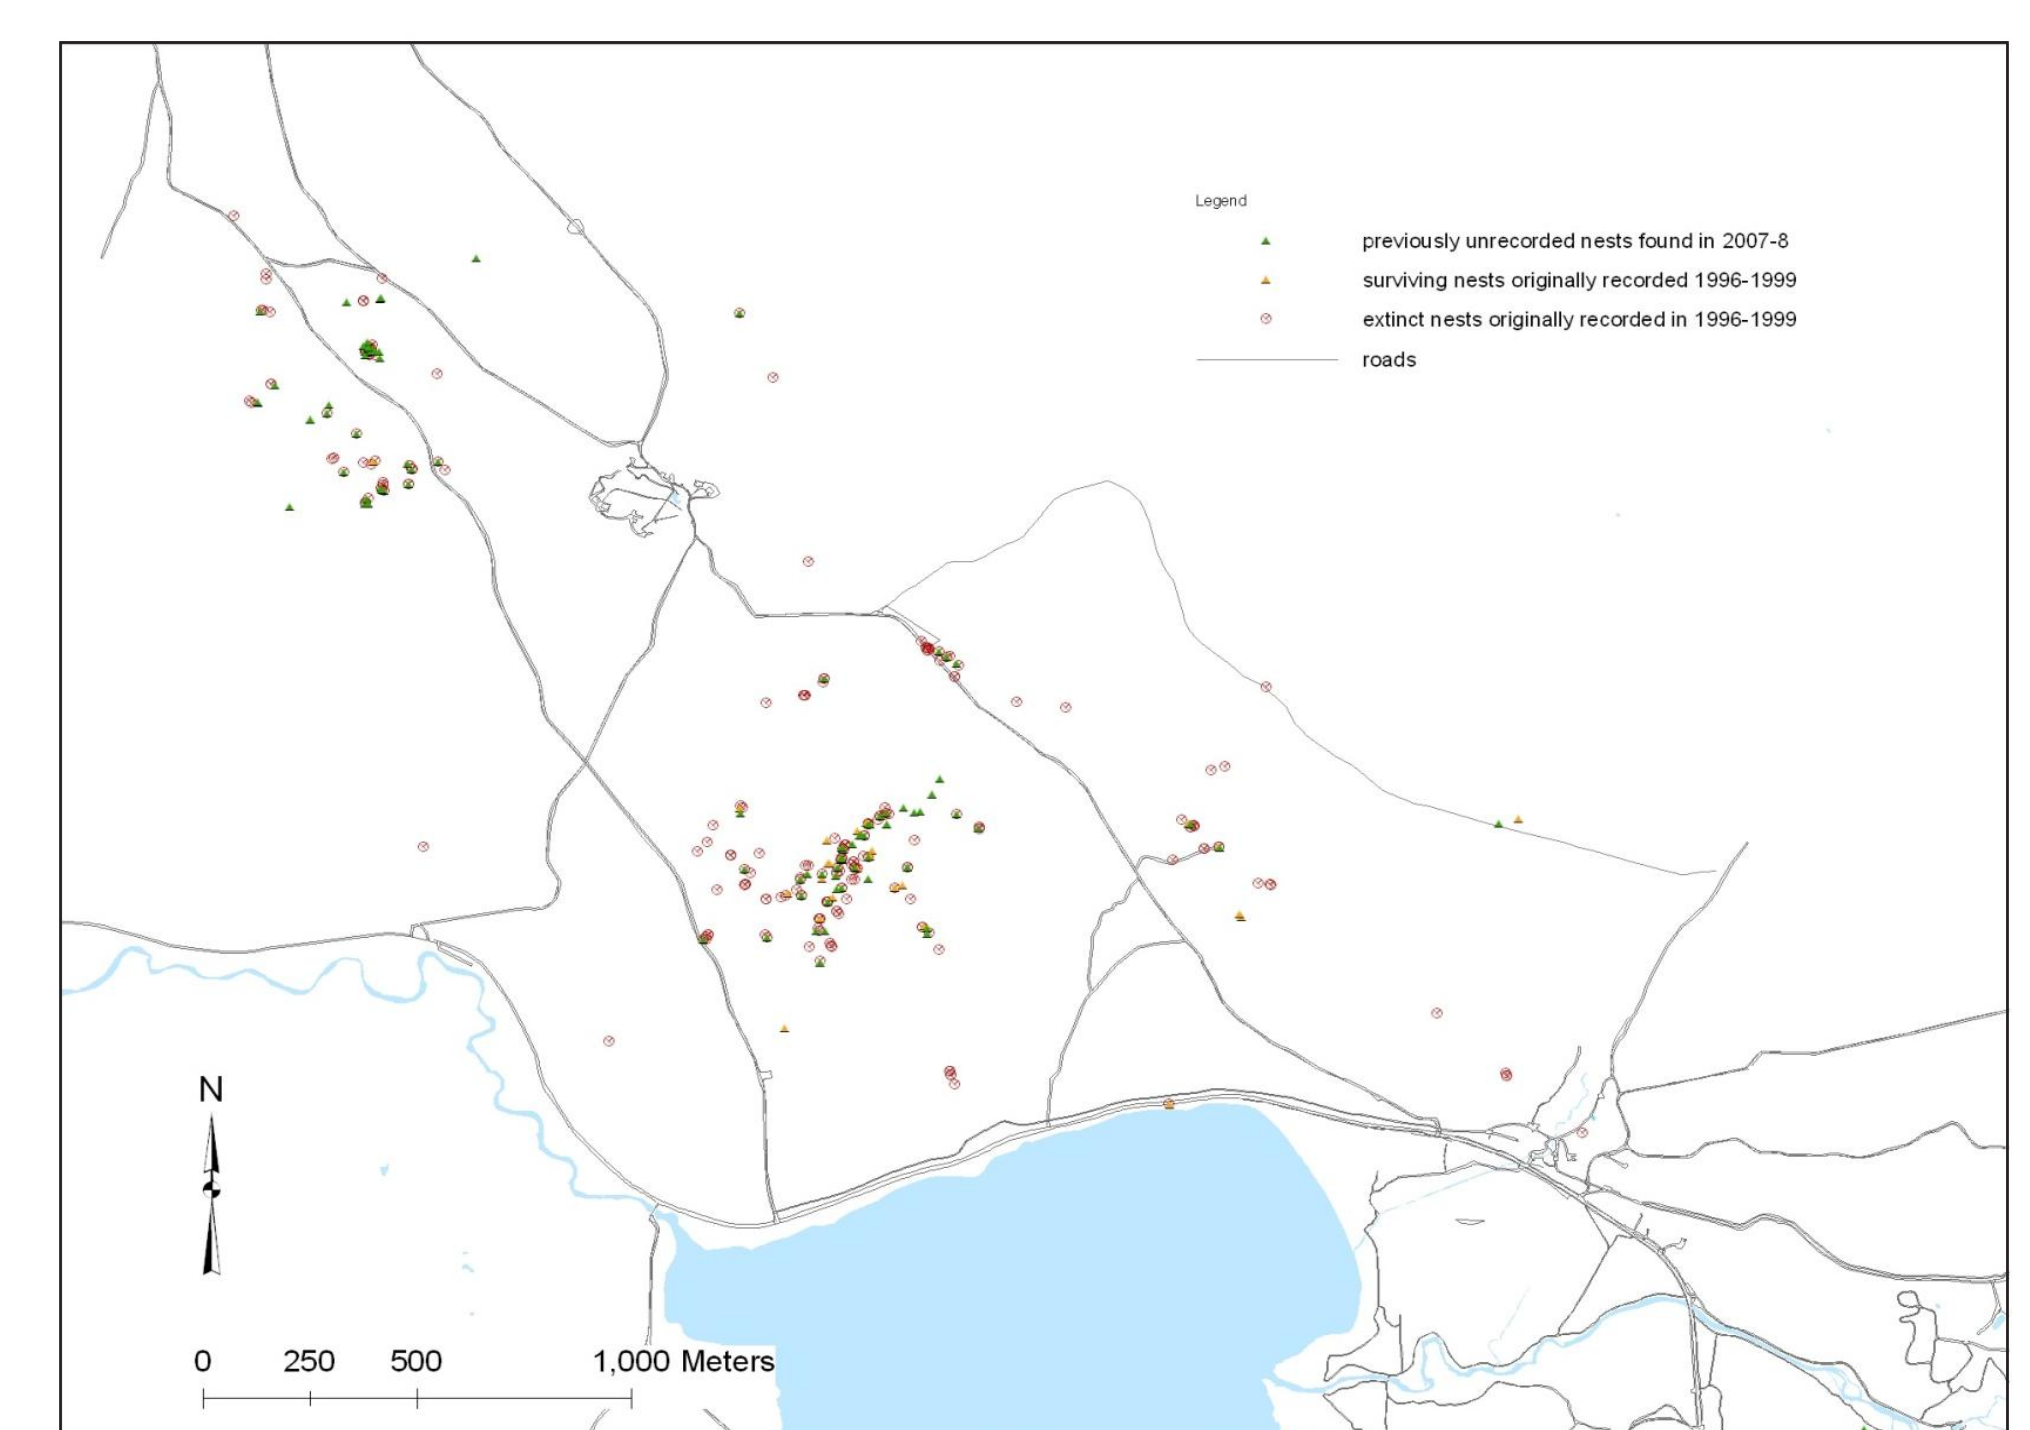 Legend
previously unrecorded nests found in 2007-8
surviving nests originally recorded 1996-1999
extinct nests originally recorded in 1996-1999
roads
N
0 250 500 1,000 Meters